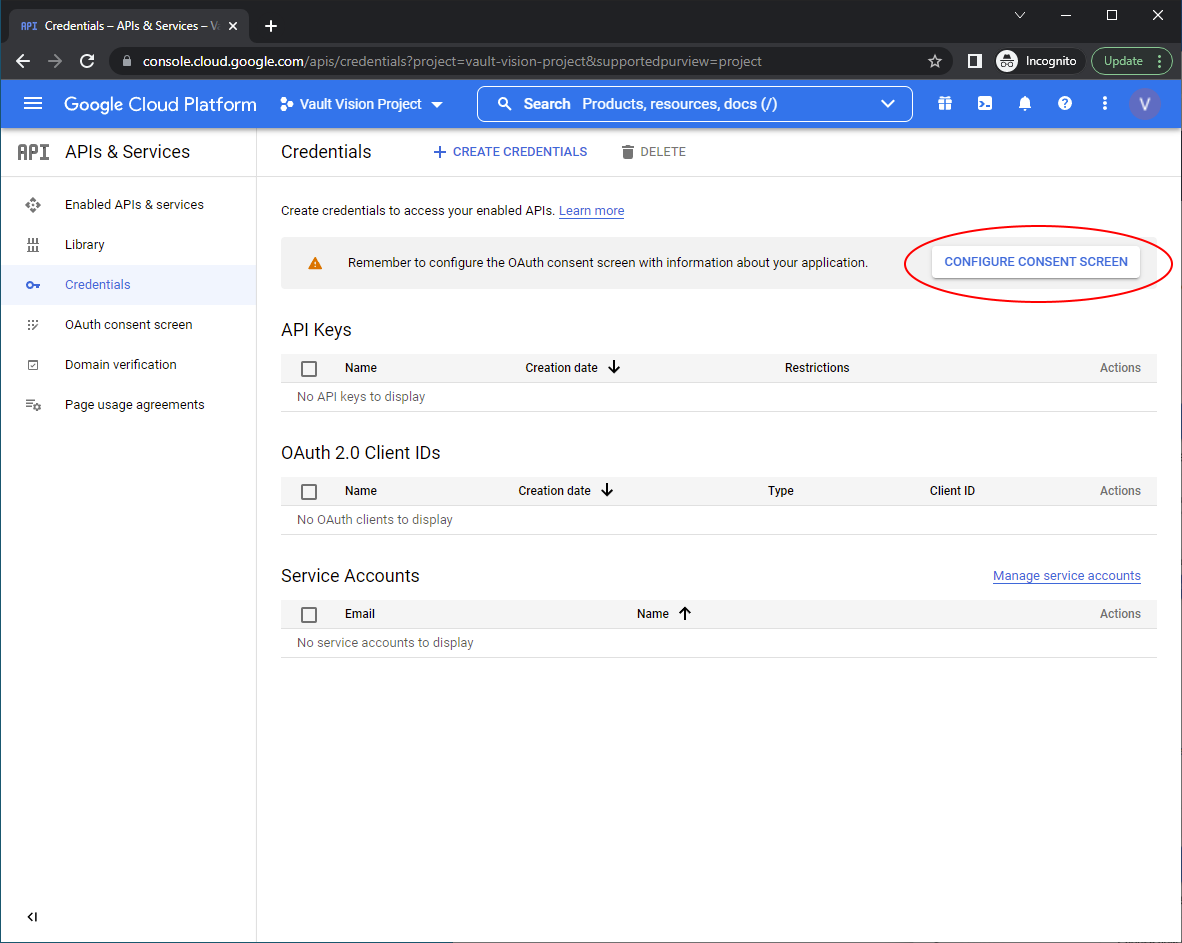 API Credentials – APIs & Services – V
console.cloud.google.com/apis/credentials?project=vault-vision-project&supportedpurview=project
Incognito
Update
Google Cloud Platform
Vault Vision Project
Search Products, resources, docs (/)
V
API APIs & Services
Credentials
CREATE CREDENTIALS
DELETE
Enabled APIs & services
Library
Credentials
OAuth consent screen
Domain verification
Page usage agreements
Create credentials to access your enabled APIs. Learn more
Remember to configure the OAuth consent screen with information about your application.
CONFIGURE CONSENT SCREEN
API Keys
Name Creation date Restrictions Actions
No API keys to display
OAuth 2.0 Client IDs
Name Creation date Type Client ID Actions
No OAuth clients to display
Service Accounts
Manage service accounts
Email Name Actions
No service accounts to display